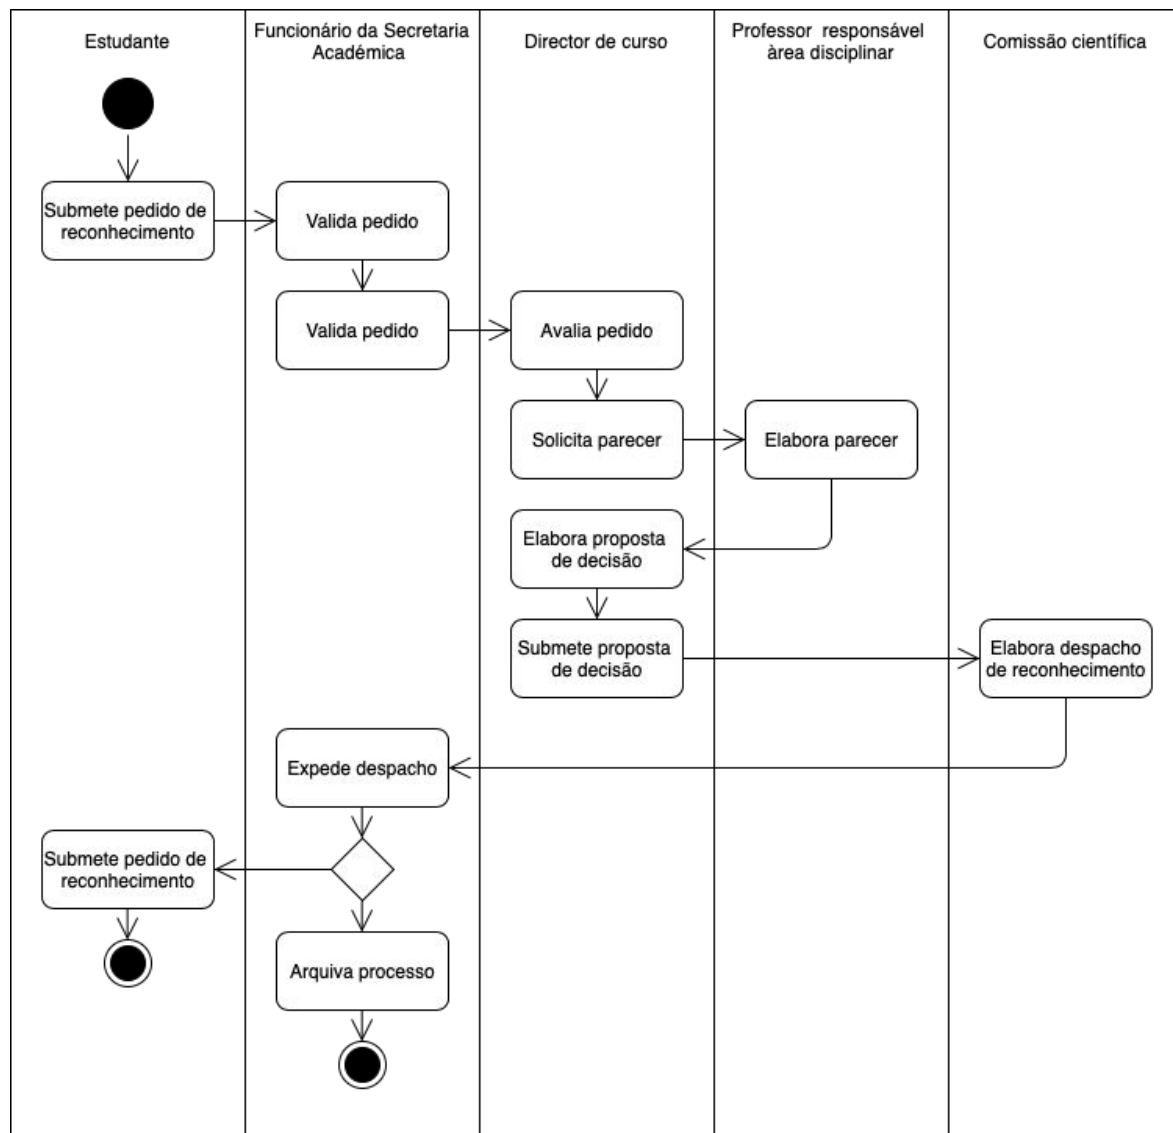 Estudante
Funcionário da Secretaria
Académica
Director de curso
Professor responsável
àrea disciplinar
Comissão científica
Submete pedido de
reconhecimento
Valida pedido
Valida pedido
Avalia pedido
Solicita parecer
Elabora parecer
Elabora proposta
de decisão
Submete proposta
de decisão
Elabora despacho
de reconhecimento
Expede despacho
Submete pedido de
reconhecimento
Arquiva processo